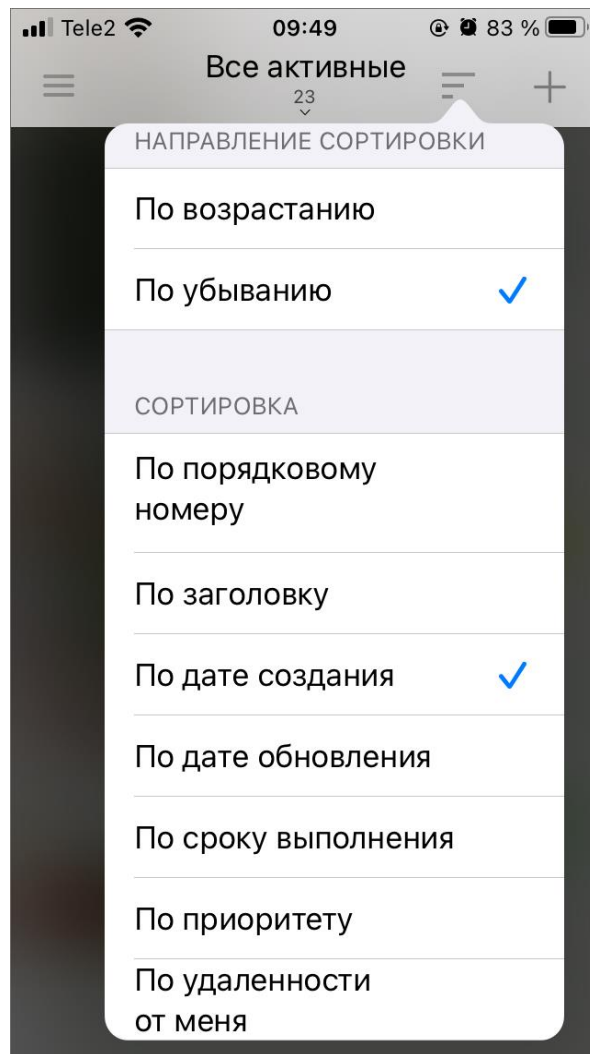 Tele2 09:49 83 %
Все активные
23
НАПРАВЛЕНИЕ СОРТИРОВКИ
По возрастанию
По убыванию
СОРТИРОВКА
По порядковому
номеру
По заголовку
По дате создания
По дате обновления
По сроку выполнения
По приоритету
По удаленности
от меня